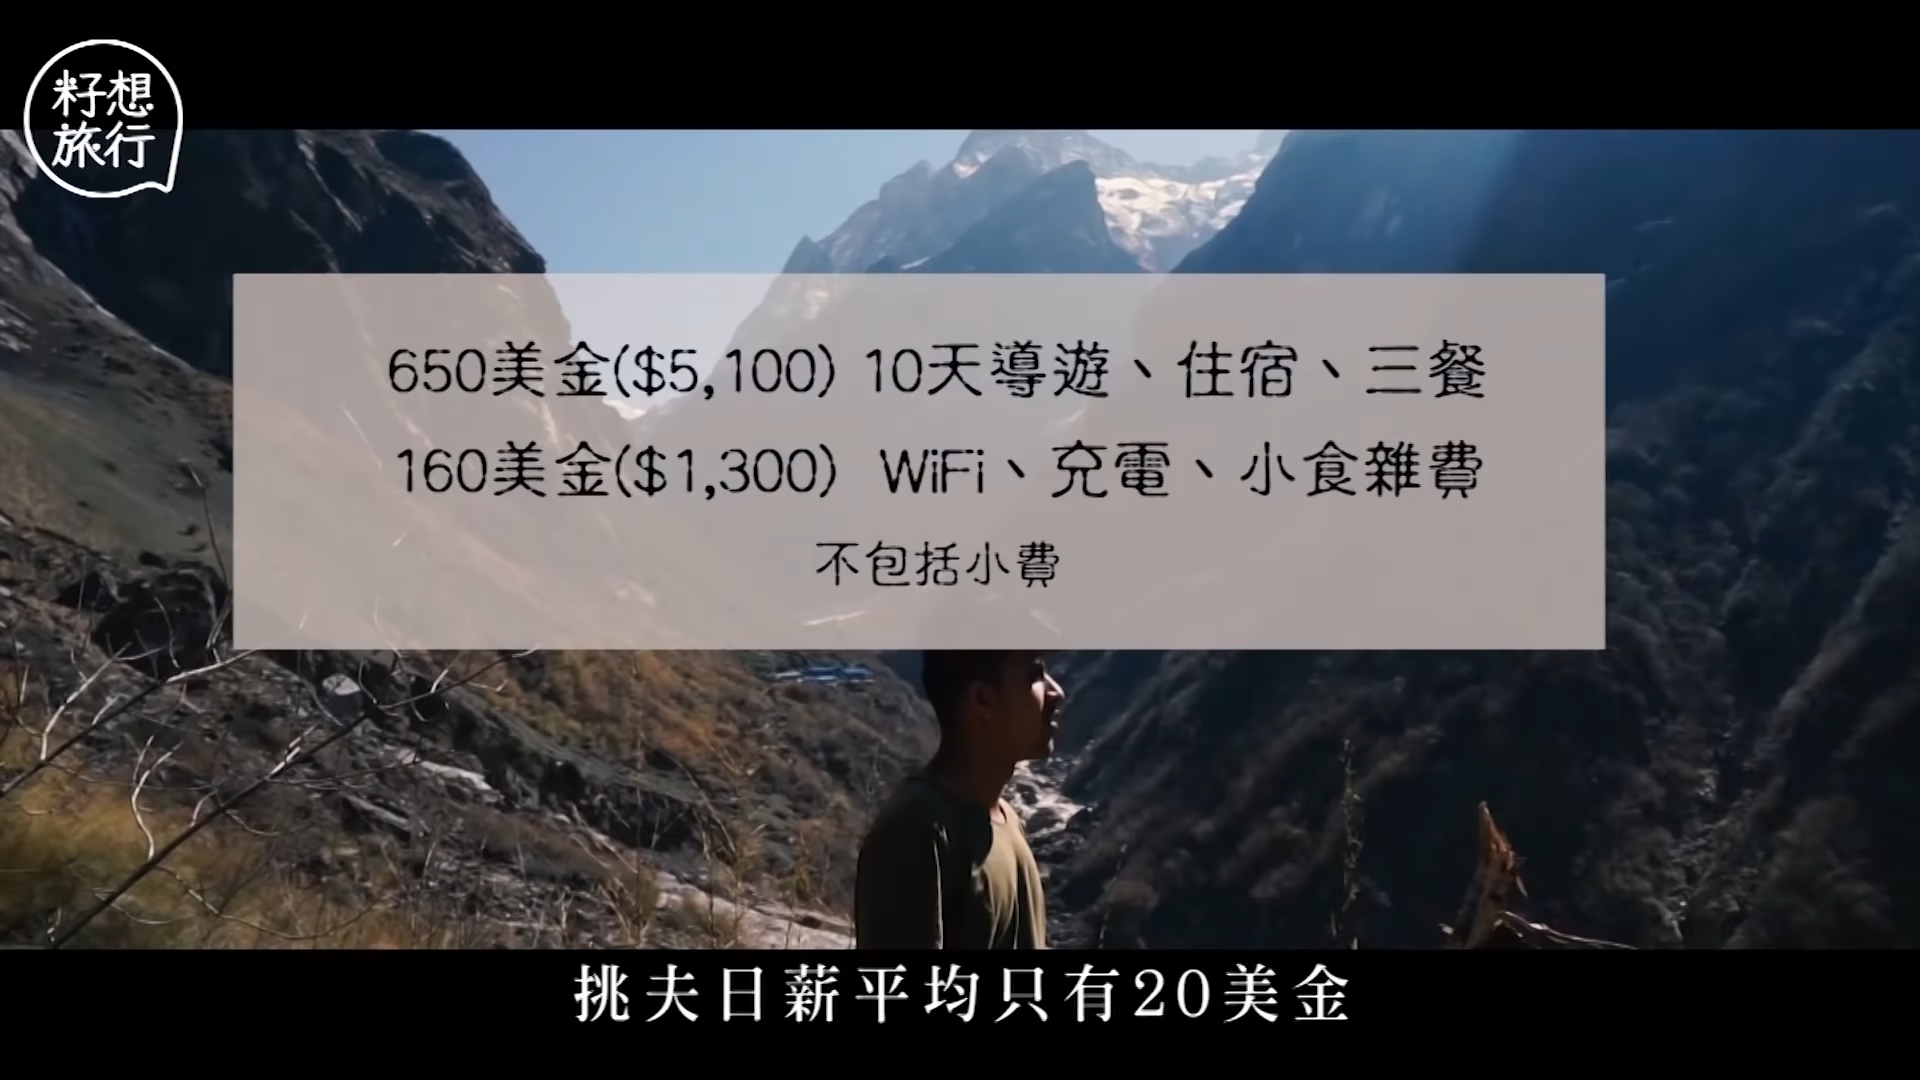 籽想
旅行
650美金($5,100) 10天導遊、住宿、三餐
160美金($1,300) WiFi、充電、小食雜費
不包括小費
挑夫日薪平均只有20美金